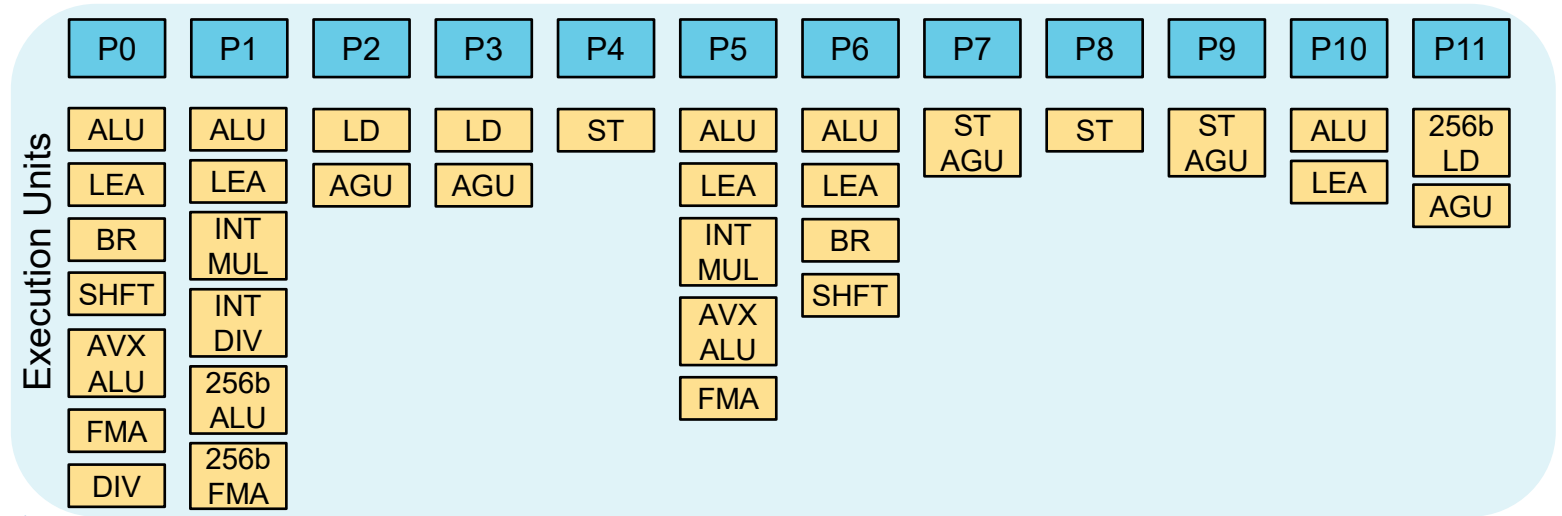 P0 P1 P2 P3 P4 P5 P6 P7 P8 P9 P10 P11
Execution Units
ALU
LEA
BR
SHFT
AVX
ALU
FMA
DIV
ALU
LEA
INT
MUL
INT
DIV
256b
ALU
256b
FMA
LD
AGU
LD
AGU
ST
ALU
LEA
INT
MUL
AVX
ALU
FMA
ALU
LEA
BR
SHFT
ST
AGU
ST
ST
AGU
ALU
LEA
256b
LD
AGU